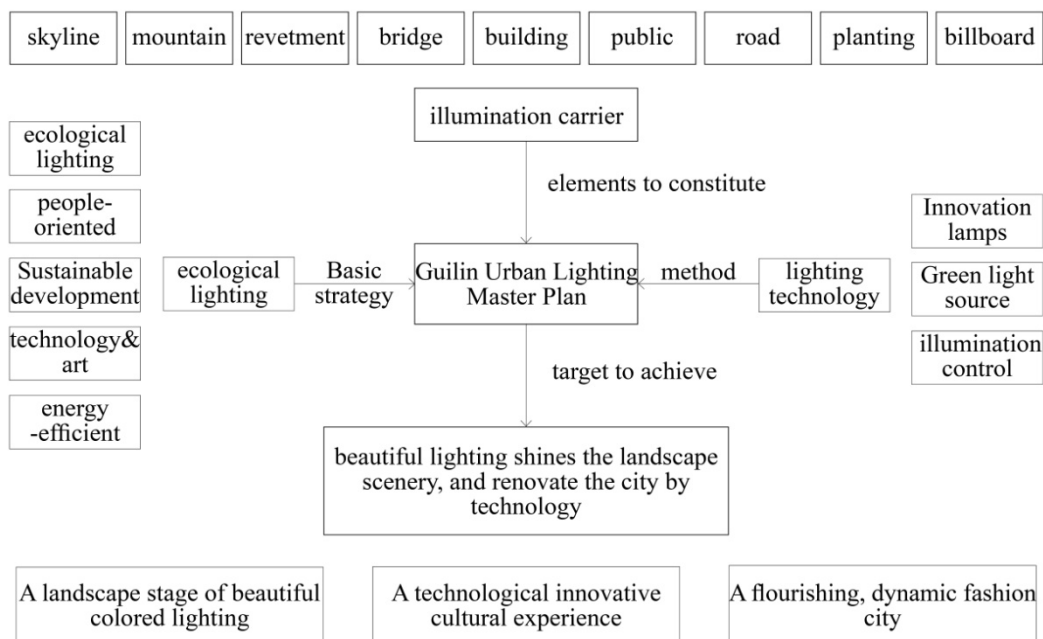 skyline
mountain
revetment
bridge
building
public
road
planting
billboard
illumination carrier
elements to constitute
ecological
lighting
people-
oriented
Sustainable
development
technology&
art
energy
-efficient
ecological
lighting
Basic
strategy
Guilin Urban Lighting
Master Plan
method
lighting
technology
Innovation
lamps
Green light
source
illumination
control
target to achieve
beautiful lighting shines the landscape
scenery, and renovate the city by
technology
A landscape stage of beautiful
colored lighting
A technological innovative
cultural experience
A flourishing, dynamic fashion
city